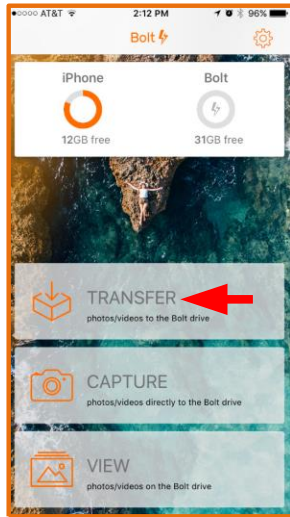 AT&T 2:12 PM 96%
Bolt
iPhone Bolt
12GB free 31GB free
TRANSFER
photos/videos to the Bolt drive
CAPTURE
photos/videos directly to the Bolt drive
VIEW
photos/videos on the Bolt drive